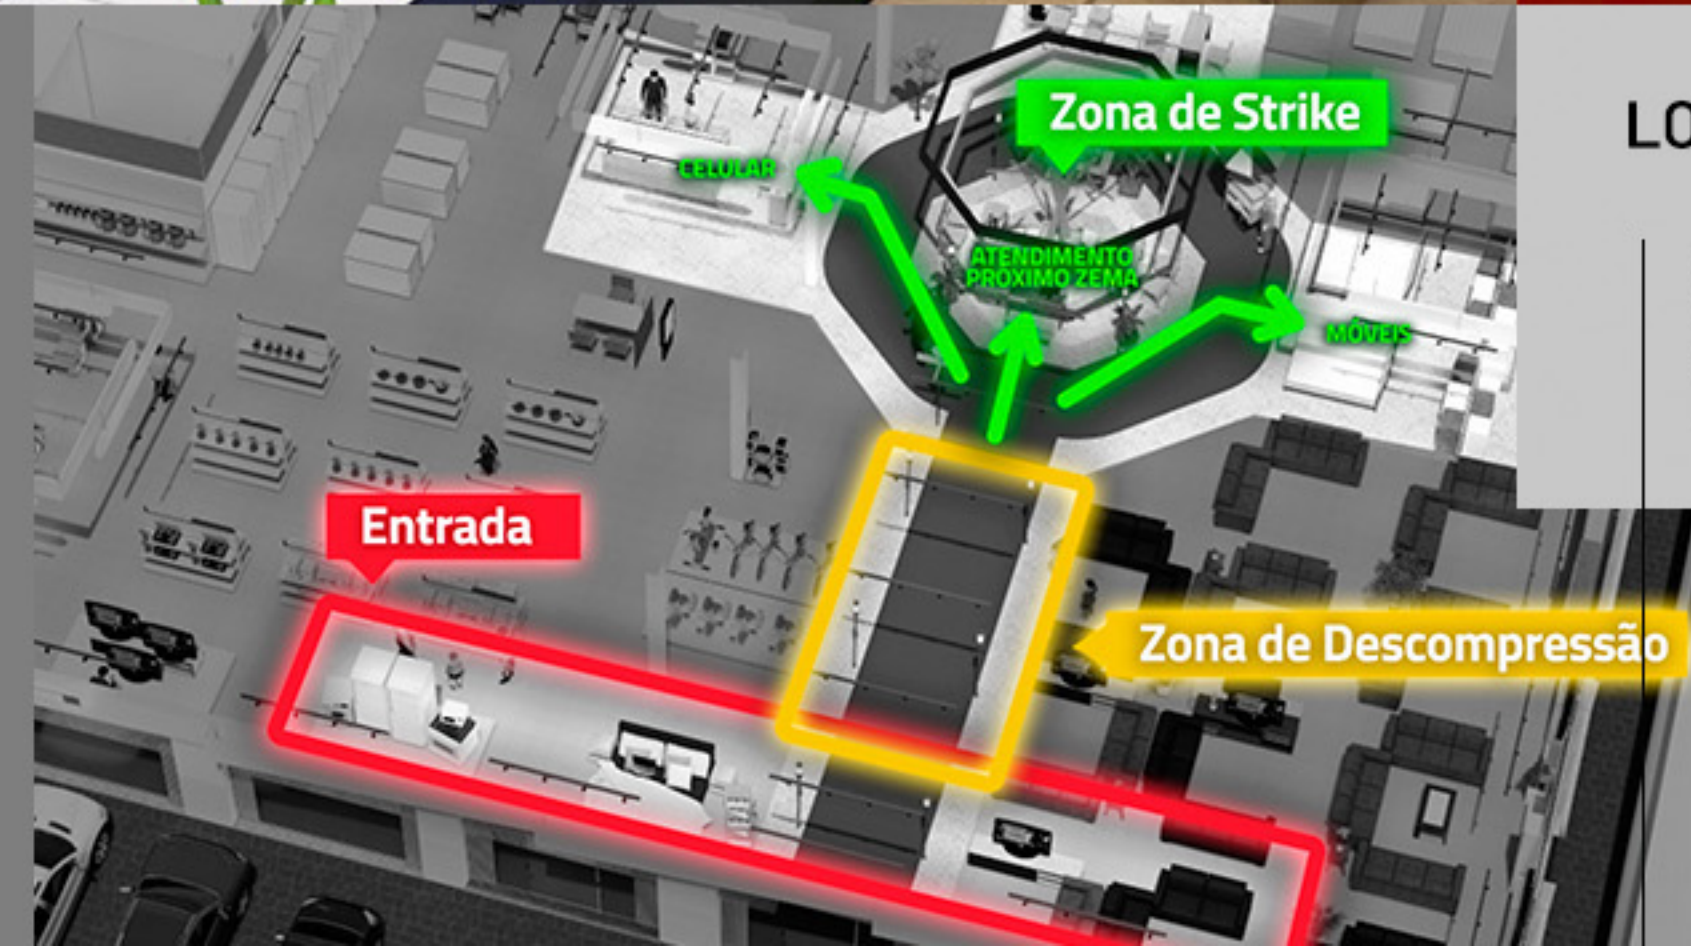 Zona de Strike
LO
CELULAR
ATENDIMENTO
PRÓXIMO ZEMA
MÓVEIS
Entrada
Zona de Descompressão